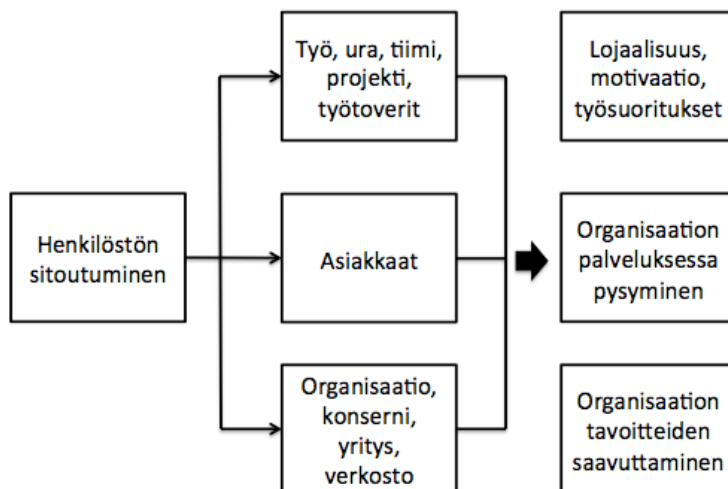 Työ, ura, tiimi,
projekti,
työtoverit
Lojaalisuus,
motivaatio,
työsuoritukset
Henkilöstön
sitoutuminen
Asiakkaat
Organisaation
palveluksessa
pysyminen
Organisaatio,
konserni,
yritys,
verkosto
Organisaation
tavoitteiden
saavuttaminen